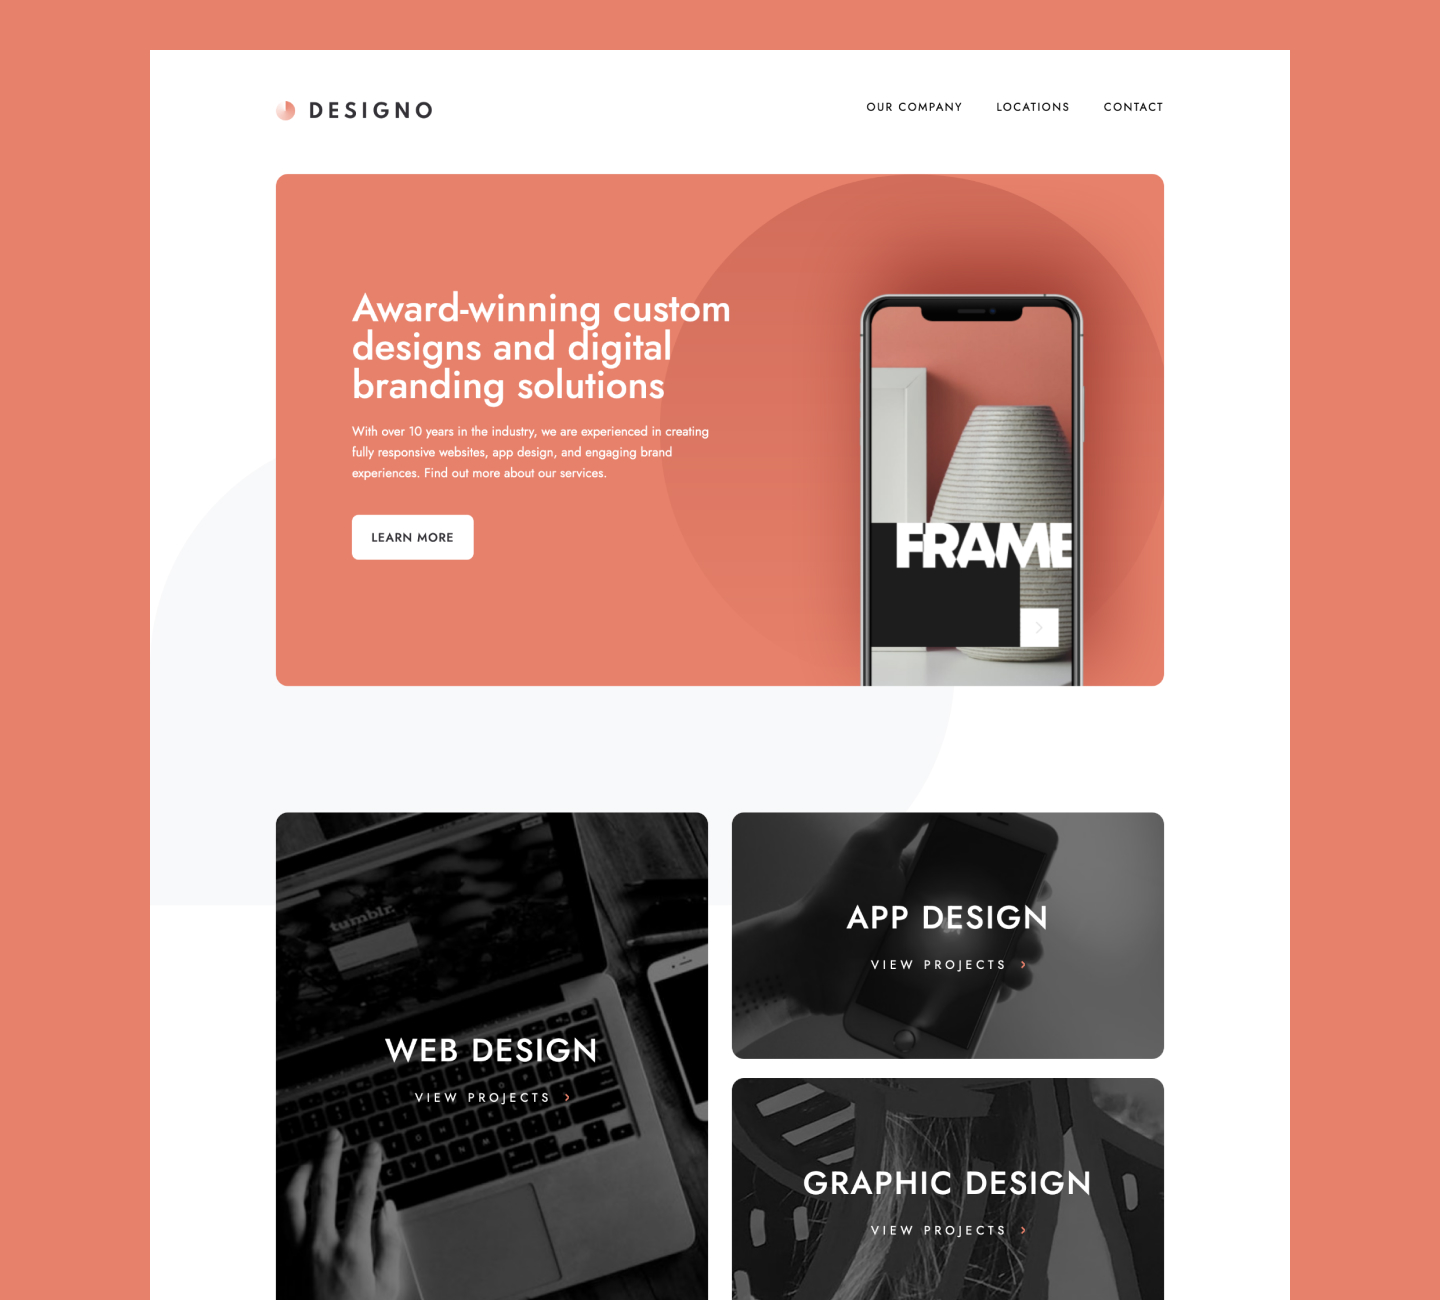 DESIGNO
OUR COMPANY
LOCATIONS
CONTACT
Award-winning custom
designs and digital
branding solutions
With over 10 years in the industry, we are experienced in creating
fully responsive websites, app design, and engaging brand
experiences. Find out more about our services.
LEARN MORE
FRAME
tumblr.
WEB DESIGN
VIEW PROJECTS
APP DESIGN
VIEW PROJECTS
GRAPHIC DESIGN
VIEW PROJECTS